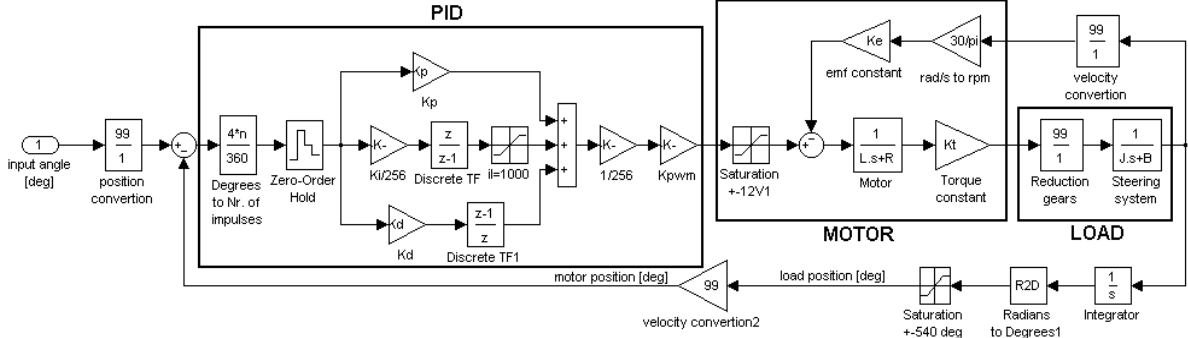 PID
1
input angle
[deg]
99
1
position
convertion
+
-
4*n
360
Degrees
to Nr. of
impulses
Zero-Order
Hold
Kp
Kp
K-
Ki/256
z
z-1
Discrete TF
il=1000
Kd
Kd
z-1
z
Discrete TF1
+
+
+
K-
1/256
K-
Kpwm
Saturation
+-12V1
Ke
emf constant
30/pi
rad/s to rpm
1
L.s+R
Motor
Kt
Torque
constant
MOTOR
99
1
velocity
convertion
99
1
Reduction
gears
1
J.s+B
Steering
system
LOAD
motor position [deg]
99
velocity convertion2
load position [deg]
Saturation
+-540 deg
R2D
Radians
to Degrees1
1
s
Integrator